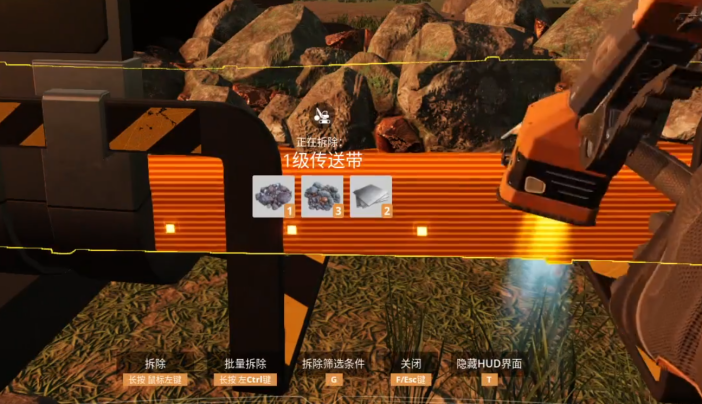 正在拆除:
1级传送带
1 3 2
拆除 批量拆除 拆除筛选条件 关闭 隐藏HUD界面
长按 鼠标左键 长按 左Ctrl键 G F/Esc键 T